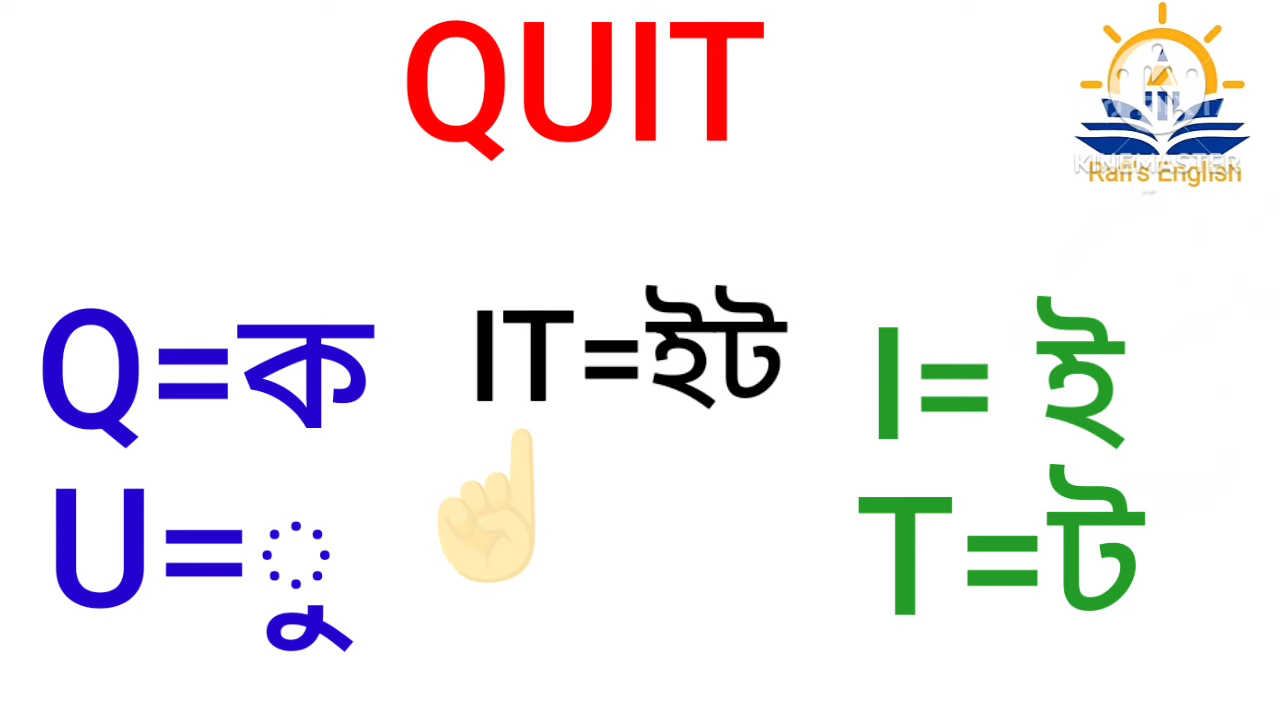 QUIT
KINEMASTER
Rafi's English
Q=ক
IT=ইট
I= ই
U=ু
T=ট